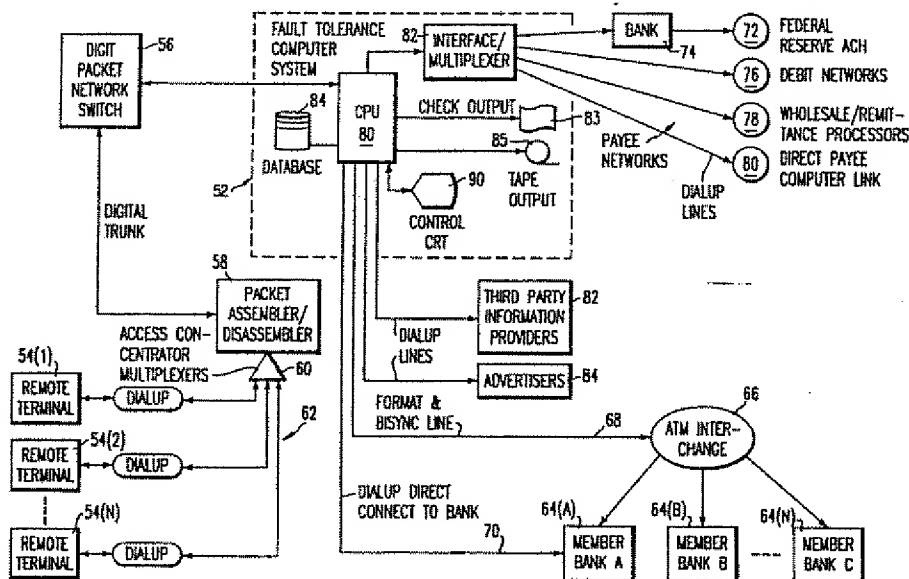 DIGIT
PACKET
NETWORK
SWITCH
56
FAULT TOLERANCE
COMPUTER
SYSTEM
82
INTERFACE/
MULTIPLEXER
BANK
74
72
FEDERAL
RESERVE ACH
76
DEBIT NETWORKS
78
WHOLESALE/REMIT-
TANCE PROCESSORS
80
DIRECT PAYEE
COMPUTER LINK
PAYEE
NETWORKS
DIALUP
LINES
84
DATABASE
CPU
80
CHECK OUTPUT
83
85
TAPE
OUTPUT
90
CONTROL
CRT
52
DIGITAL
TRUNK
58
PACKET
ASSEMBLER/
DISASSEMBLER
ACCESS CON-
CENTRATOR
MULTIPLEXERS
60
62
THIRD PARTY
INFORMATION
PROVIDERS
82
DIALUP
LINES
ADVERTISERS
84
FORMAT &
BISYNC LINE
68
66
ATM INTER-
CHANGE
54(1)
REMOTE
TERMINAL
DIALUP
54(2)
REMOTE
TERMINAL
DIALUP
54(N)
REMOTE
TERMINAL
DIALUP
DIALUP DIRECT
CONNECT TO BANK
70
64(A)
MEMBER
BANK A
64(B)
MEMBER
BANK B
64(N)
MEMBER
BANK C